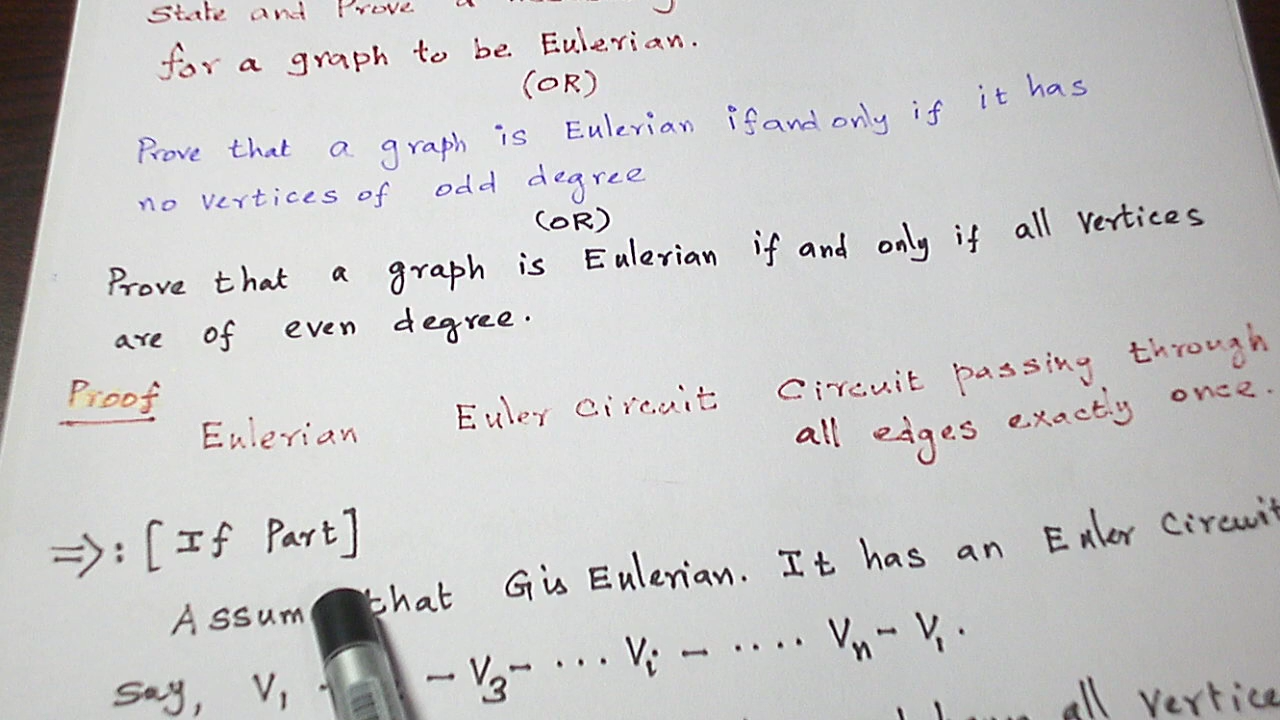 State and Prove a
for a graph to be Eulerian.
(OR)
Prove that a graph is Eulerian if and only if it has
no vertices of odd degree
(OR)
Prove that a graph is Eulerian if and only if all vertices
are of even degree.
Proof
Eulerian Euler Circuit Circuit passing through
all edges exactly once.
⇒: [If Part]
Assum that G is Eulerian. It has an Euler Circuit
Say, V1 - V3 - ... Vi - .... Vn - V1.
all vertice